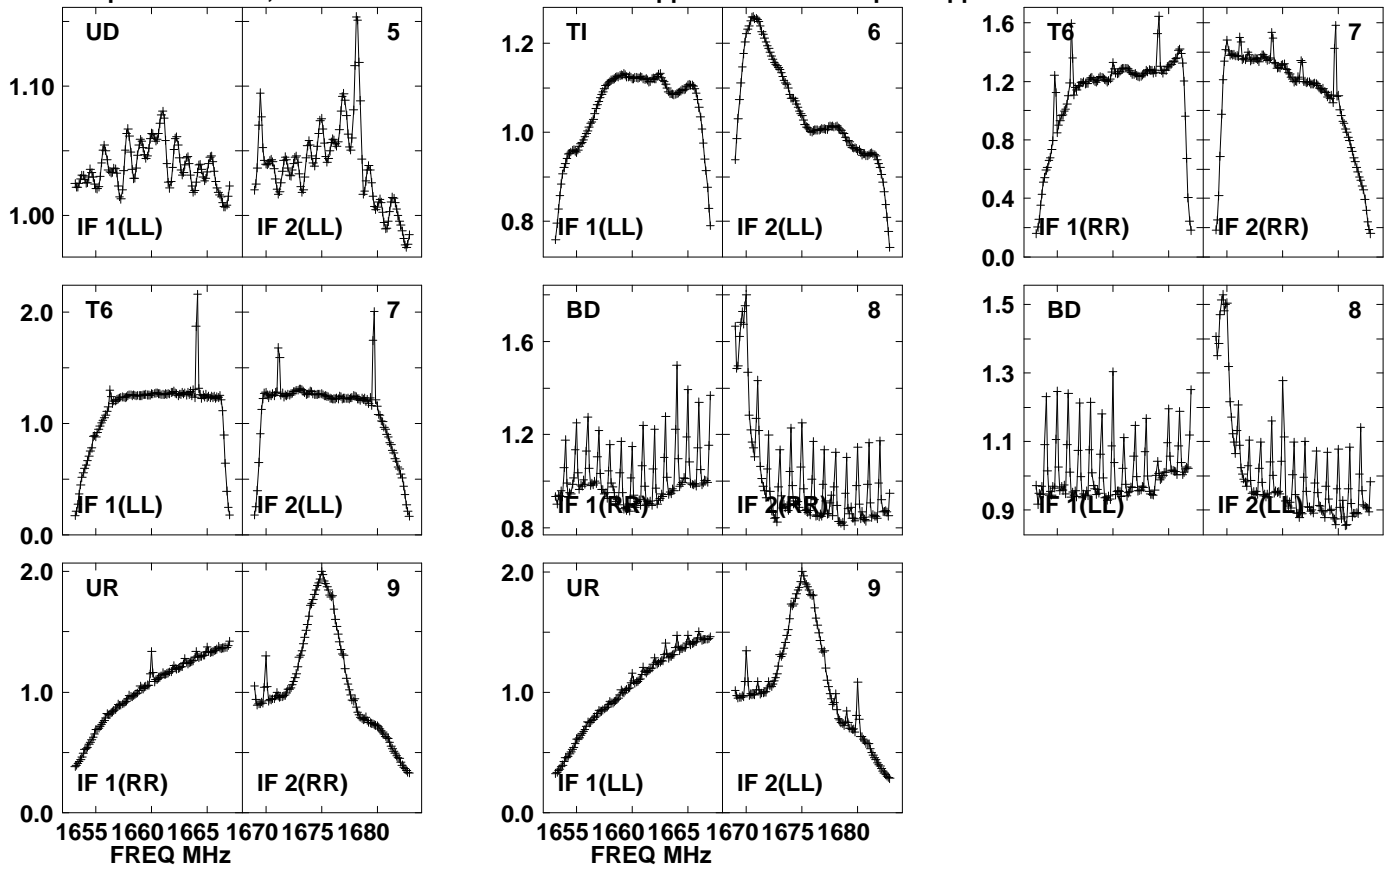 UD 5
1.10
1.00
IF 1(LL) IF 2(LL)
TI 6
1.2
1.0
0.8
IF 1(LL) IF 2(LL)
T6 7
1.6
1.2
0.8
0.4
0.0
IF 1(RR) IF 2(RR)
T6 7
2.0
1.0
0.0
IF 1(LL) IF 2(LL)
BD 8
1.6
1.2
0.8
IF 1(RR) IF 2(RR)
BD 8
1.5
1.3
1.1
0.9
IF 1(LL) IF 2(LL)
UR 9
2.0
1.0
0.0
IF 1(RR) IF 2(RR)
1655 1660 1665 1670 1675 1680
FREQ MHz
UR 9
2.0
1.0
0.0
IF 1(LL) IF 2(LL)
1655 1660 1665 1670 1675 1680
FREQ MHz